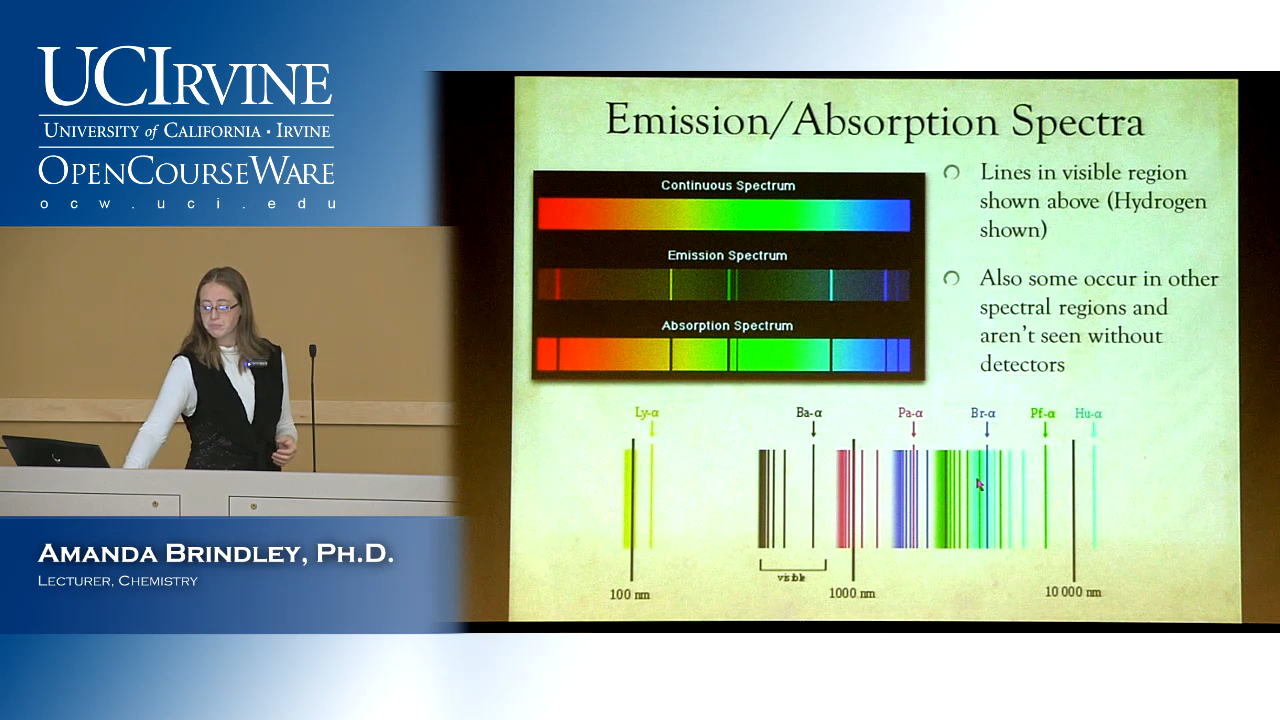 UCIRVINE
UNIVERSITY of CALIFORNIA · IRVINE
OPENCOURSEWARE
ocw.uci.edu
AMANDA BRINDLEY, PH.D.
LECTURER, CHEMISTRY
Emission/Absorption Spectra
Continuous Spectrum
Emission Spectrum
Absorption Spectrum
Lines in visible region
shown above (Hydrogen
shown)
Also some occur in other
spectral regions and
aren't seen without
detectors
Ly-α Ba-α Pa-α Br-α Pf-α Hu-α
visible
100 nm 1000 nm 10 000 nm